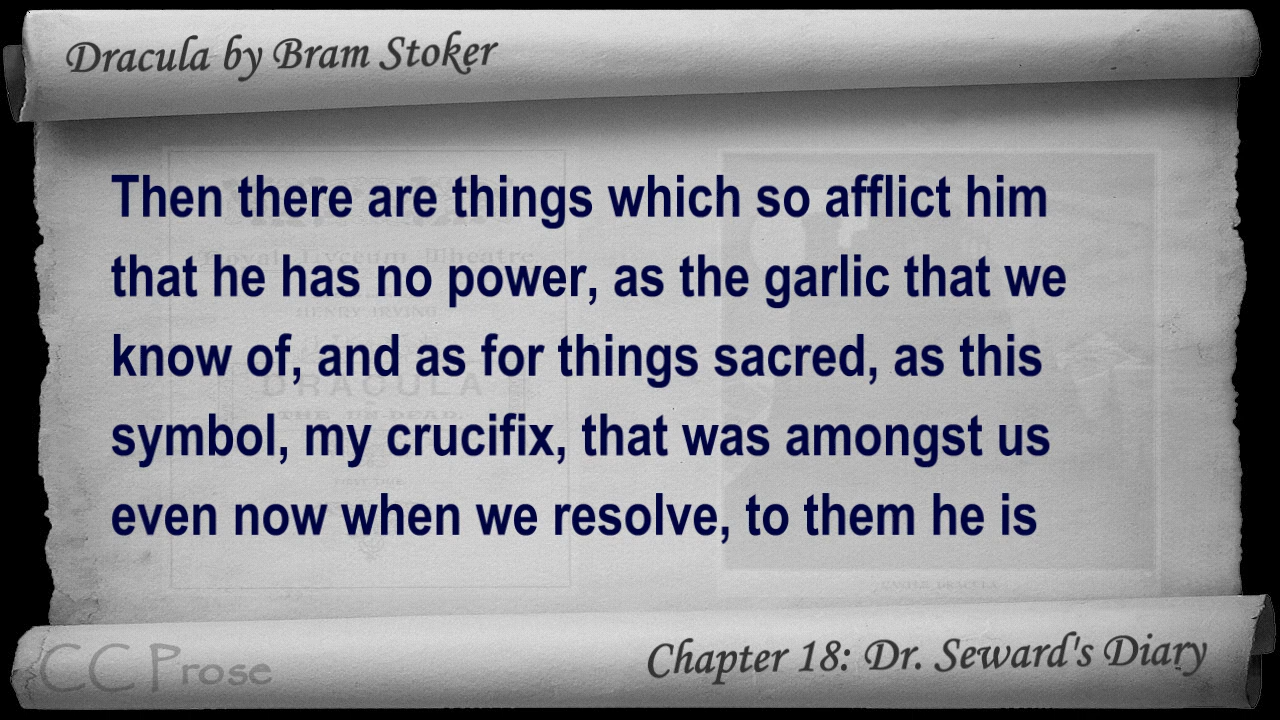 Dracula by Bram Stoker
Then there are things which so afflict him
that he has no power, as the garlic that we
know of, and as for things sacred, as this
symbol, my crucifix, that was amongst us
even now when we resolve, to them he is
CC Prose
Chapter 18: Dr. Seward's Diary